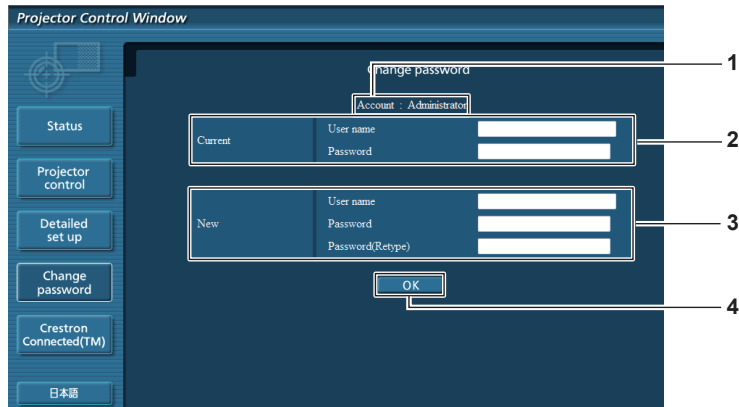 Projector Control Window
Change password
1
Account : Administrator
Status
Current
User name
Password
2
Projector
control
New
User name
Password
Password(Retype)
3
Detailed
set up
Change
password
OK
4
Crestron
Connected(TM)
日本語